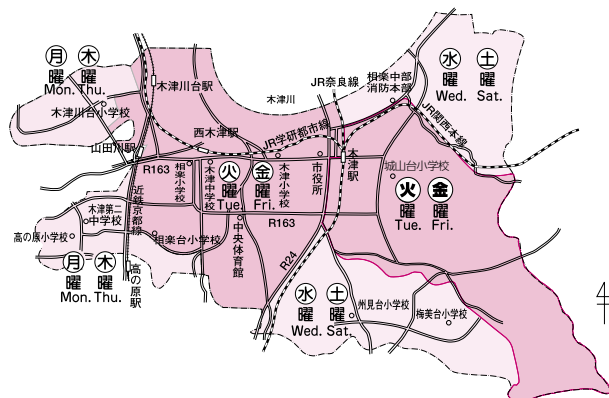 月曜 木曜
Mon. Thu.
木津川台小学校
木津川台駅
木津川
JR奈良線
相楽中部
消防本部
水曜 土曜
Wed. Sat.
JR関西本線
西木津駅
JR学研都市線
山田川駅
R163
相楽小学校
木津中学校
火曜 金曜
Tue. Fri.
木津小学校
市役所
木津駅
城山台小学校
火曜 金曜
Tue. Fri.
近鉄京都線
木津第二
中学校
高の原小学校
相楽台小学校
中央体育館
R163
R24
月曜 木曜
Mon. Thu.
高の原駅
水曜 土曜
Wed. Sat.
州見台小学校
梅美台小学校